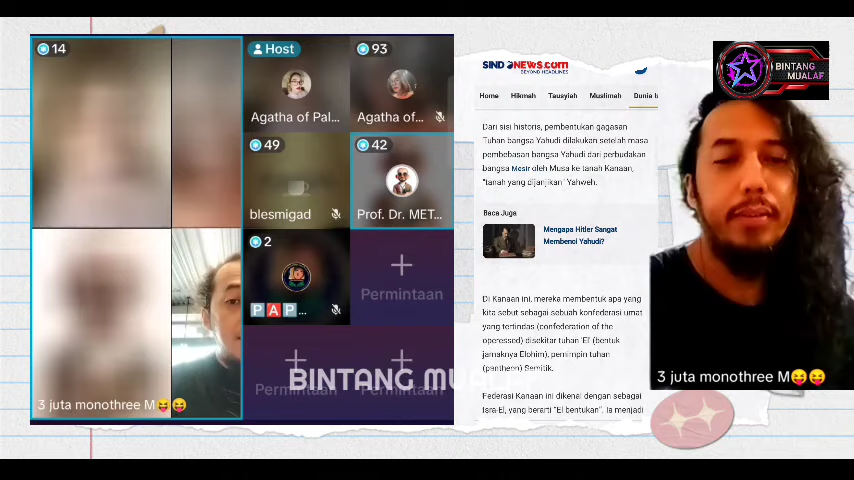 14
Host
93
Agatha of Pal...
Agatha of...
49
42
blesmigad
Prof. Dr. MET...
2
PAP...
Permintaan
Permintaan
Permintaan
3 juta monothree M😝😝
BINTANG MUALAF
SINDONEWS.com
BEYOND HEADLINES
Home Hikmah Tausyiah Muslimah Dunia
Dari sisi historis, pembentukan gagasan
Tuhan bangsa Yahudi dilakukan setelah masa
pembebasan bangsa Yahudi dari perbudakan
bangsa Mesir oleh Musa ke tanah Kanaan,
"tanah yang dijanjikan" Yahweh.
Baca Juga
Mengapa Hitler Sangat
Membenci Yahudi?
Di Kanaan ini, mereka membentuk apa yang
kita sebut sebagai sebuah konfederasi umat
yang tertindas (confederation of the
operessed) disekitar tuhan 'El' (bentuk
jamaknya Elohim), pemimpin tuhan
(pantheon) Semitik.
Federasi Kanaan ini dikenal dengan sebagai
Isra-El, yang berarti "El bentukan". Ia menjadi
BINTANG
MUALAF
3 juta monothree M😝😝